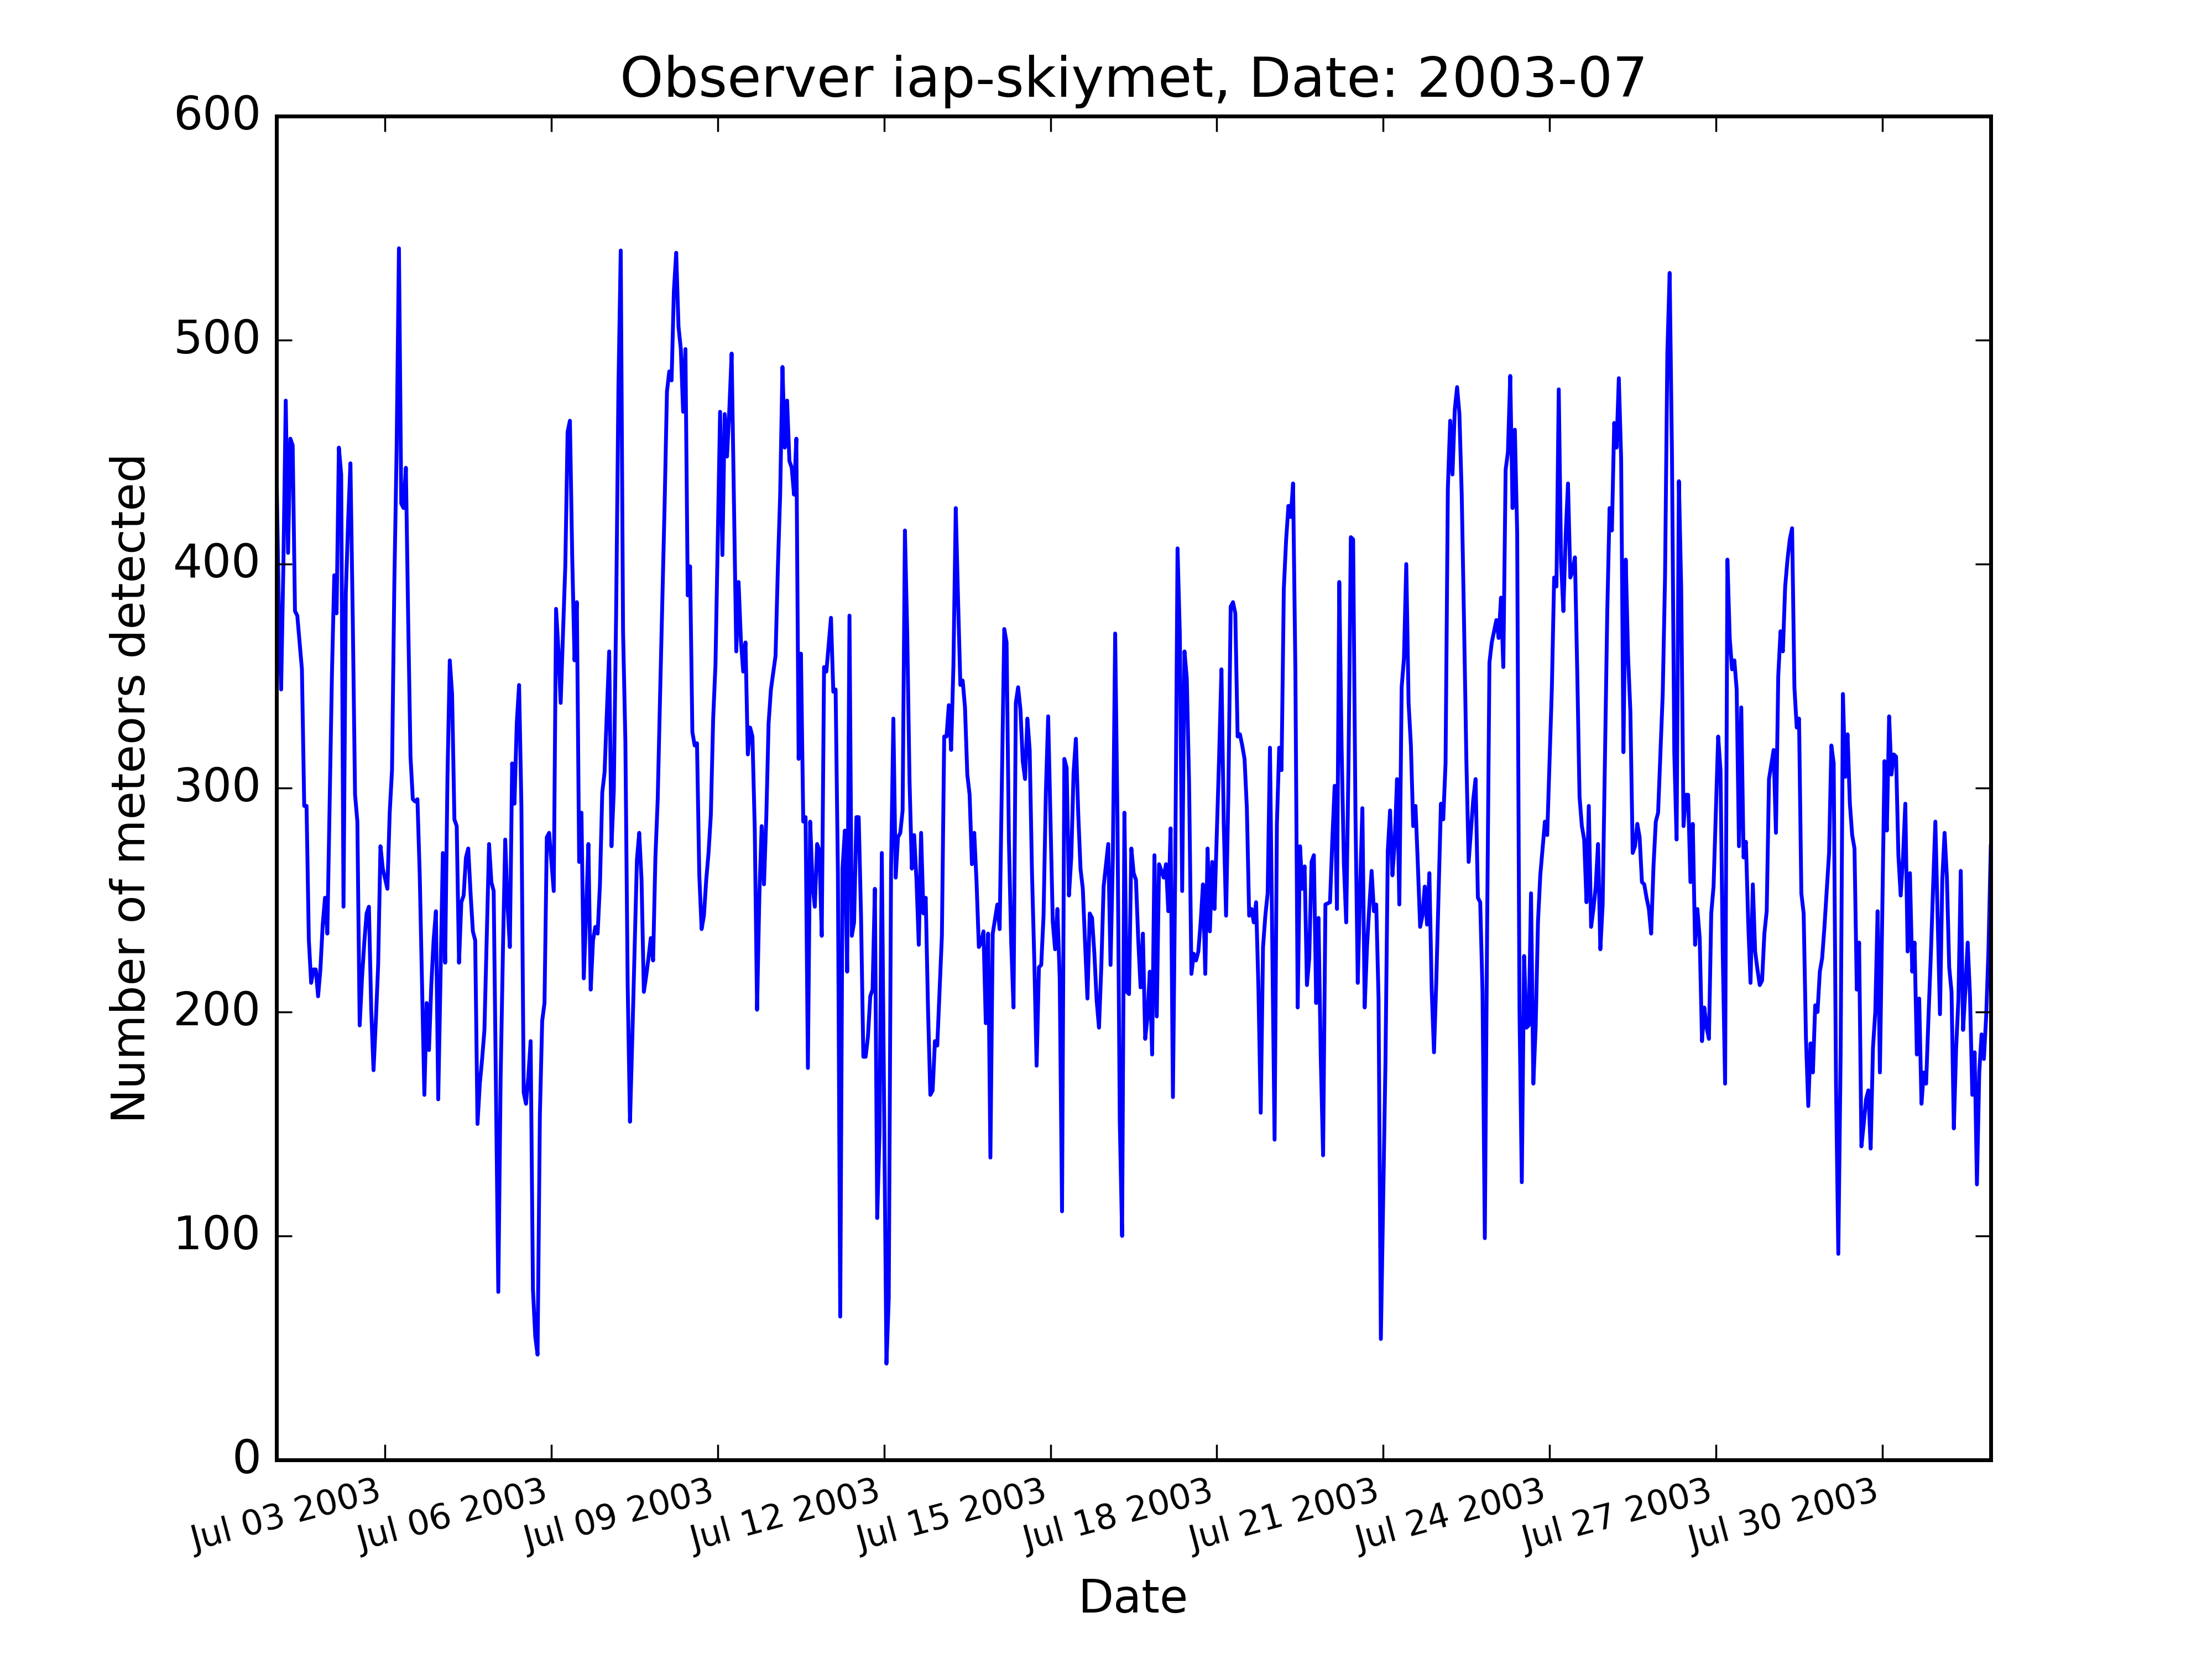 Observer iap-skiymet, Date: 2003-07
600
500
400
300
200
100
0
Number of meteors detected
Jul 03 2003
Jul 06 2003
Jul 09 2003
Jul 12 2003
Jul 15 2003
Jul 18 2003
Jul 21 2003
Jul 24 2003
Jul 27 2003
Jul 30 2003
Date